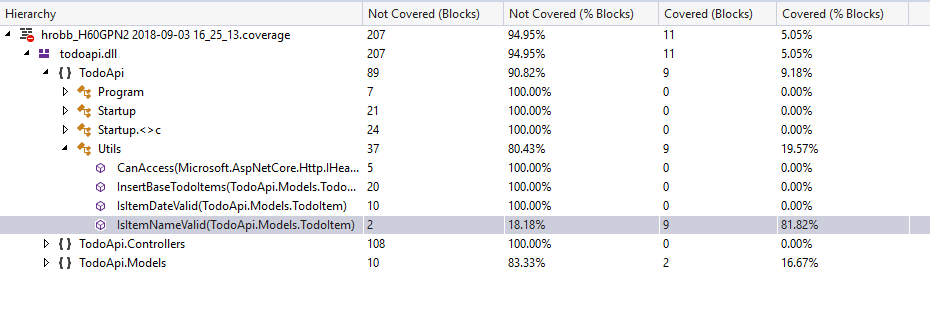 Hierarchy Not Covered (Blocks) Not Covered (% Blocks) Covered (Blocks) Covered (% Blocks)
hrobb_H60GPN2 2018-09-03 16_25_13.coverage 207 94.95% 11 5.05%
todoapi.dll 207 94.95% 11 5.05%
{ } TodoApi 89 90.82% 9 9.18%
Program 7 100.00% 0 0.00%
Startup 21 100.00% 0 0.00%
Startup.<>c 24 100.00% 0 0.00%
Utils 37 80.43% 9 19.57%
CanAccess(Microsoft.AspNetCore.Http.IHea... 5 100.00% 0 0.00%
InsertBaseTodoItems(TodoApi.Models.Todo... 20 100.00% 0 0.00%
IsItemDateValid(TodoApi.Models.TodoItem) 10 100.00% 0 0.00%
IsItemNameValid(TodoApi.Models.TodoItem) 2 18.18% 9 81.82%
{ } TodoApi.Controllers 108 100.00% 0 0.00%
{ } TodoApi.Models 10 83.33% 2 16.67%